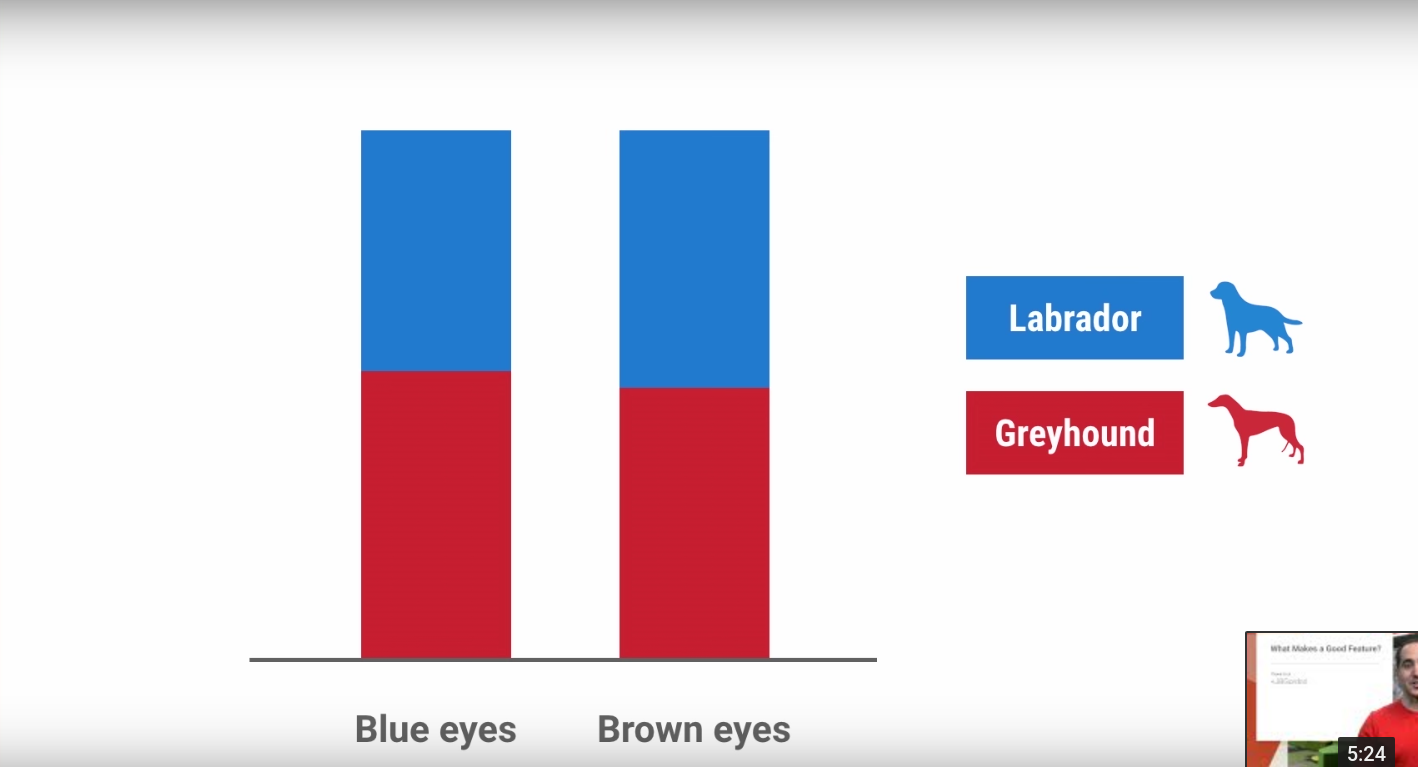 Labrador
Greyhound
Blue eyes
Brown eyes
What Makes a Good Feature?
5:24